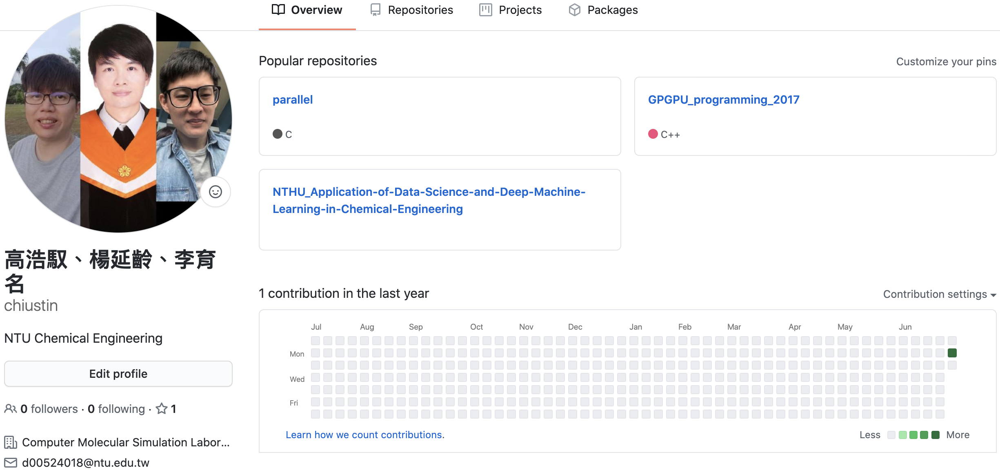 Overview
Repositories
Projects
Packages
高浩馭、楊延齡、李育
名
chiustin
NTU Chemical Engineering
Edit profile
0 followers · 0 following · 1
Computer Molecular Simulation Labor...
d00524018@ntu.edu.tw
Popular repositories
Customize your pins
parallel
C
GPGPU_programming_2017
C++
NTHU_Application-of-Data-Science-and-Deep-Machine-
Learning-in-Chemical-Engineering
1 contribution in the last year
Contribution settings
Jul Aug Sep Oct Nov Dec Jan Feb Mar Apr May Jun
Mon
Wed
Fri
Learn how we count contributions.
Less More